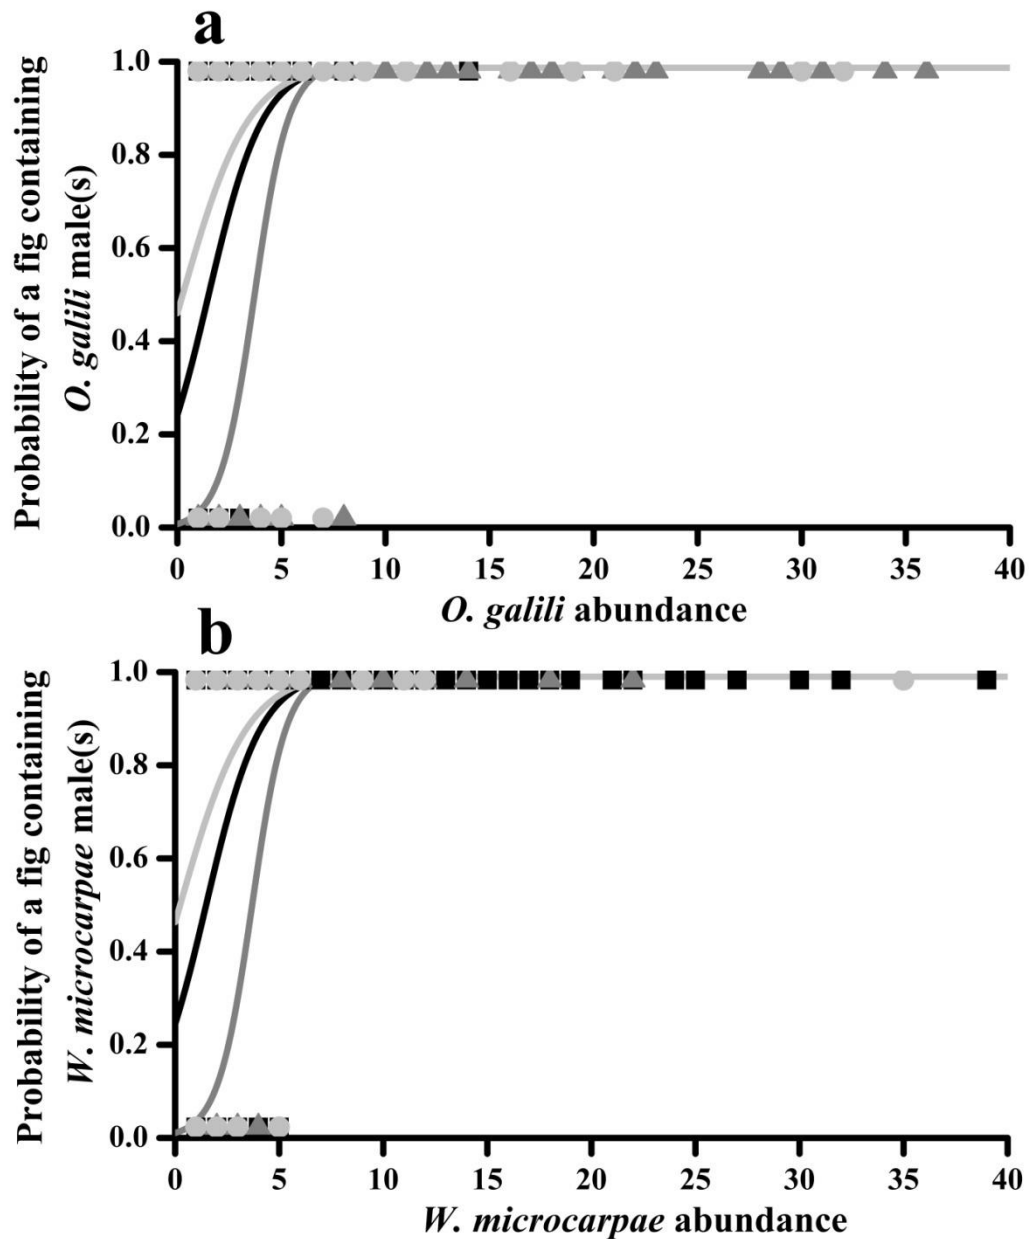 a
Probability of a fig containing
O. galili male(s)
1.0
0.8
0.6
0.4
0.2
0.0
0 5 10 15 20 25 30 35 40
O. galili abundance
b
Probability of a fig containing
W. microcarpae male(s)
1.0
0.8
0.6
0.4
0.2
0.0
0 5 10 15 20 25 30 35 40
W. microcarpae abundance